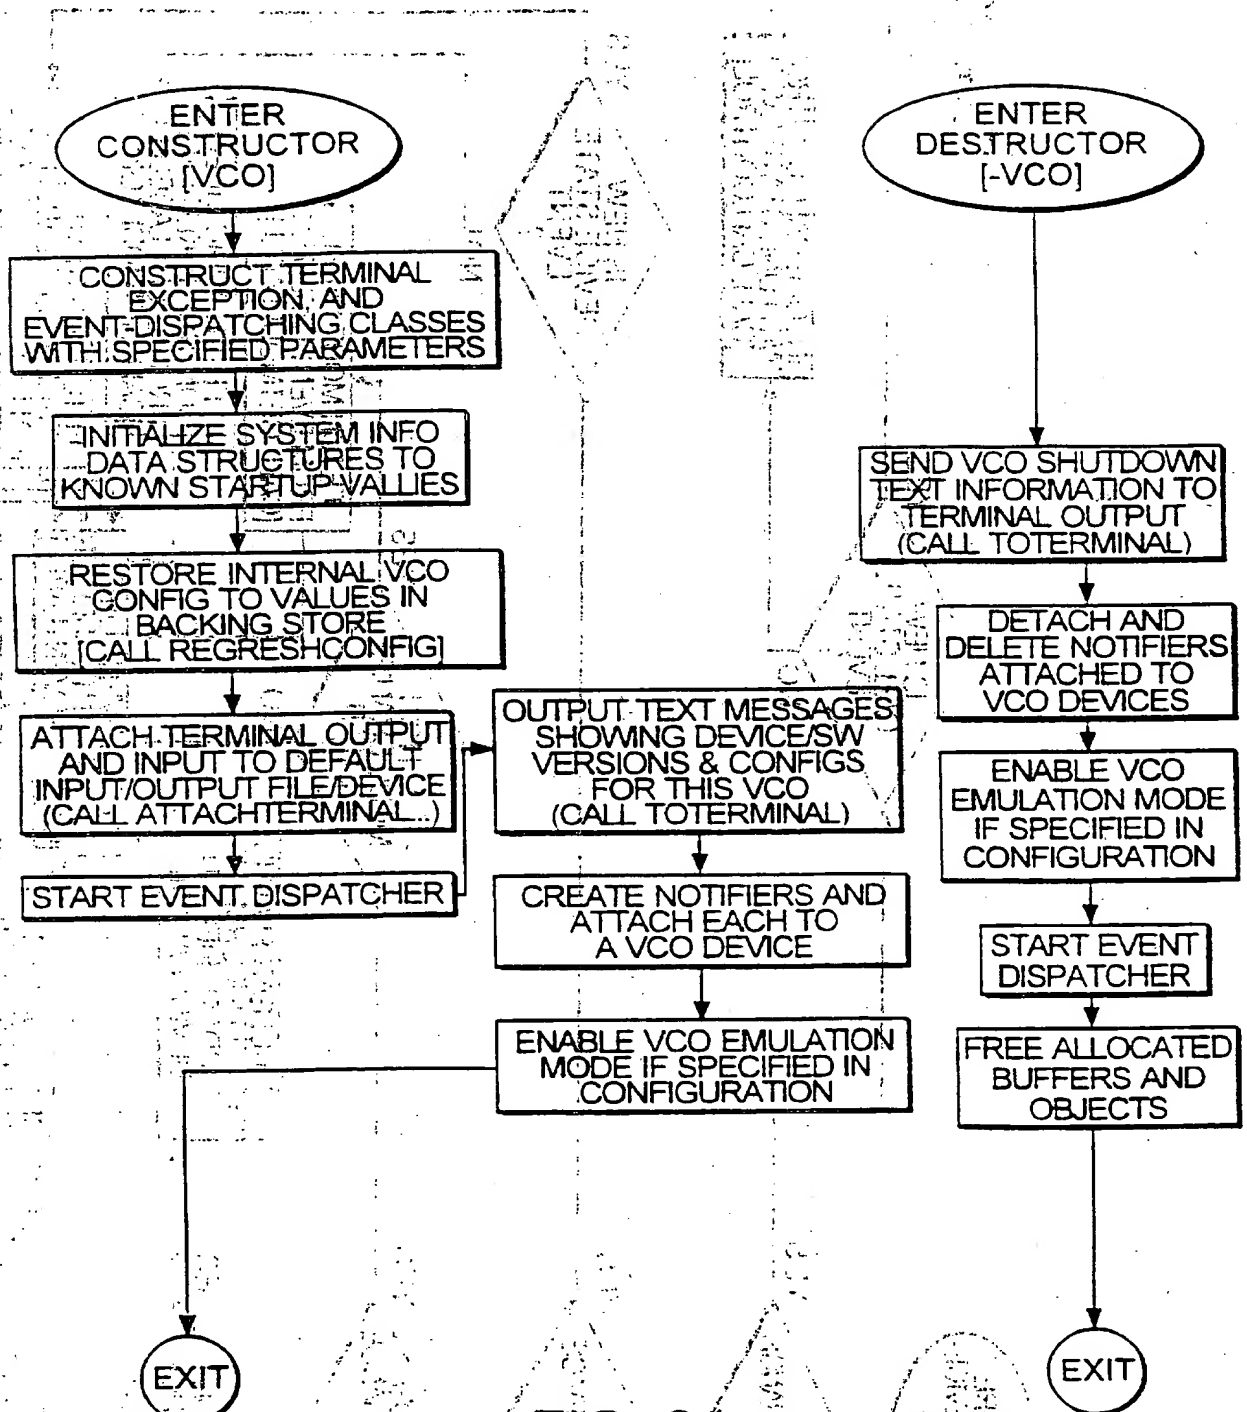 ENTER
CONSTRUCTOR
[VCO]
CONSTRUCT TERMINAL
EXCEPTION, AND
EVENT-DISPATCHING CLASSES
WITH SPECIFIED PARAMETERS
INITIALIZE SYSTEM INFO
DATA STRUCTURES TO
KNOWN STARTUP VALUES
RESTORE INTERNAL VCO
CONFIG TO VALUES IN
BACKING STORE
[CALL REGRESHCONFIG]
ATTACH TERMINAL OUTPUT
AND INPUT TO DEFAULT
INPUT/OUTPUT FILE/DEVICE
(CALL ATTACHTERMINAL..)
START EVENT DISPATCHER
OUTPUT TEXT MESSAGES
SHOWING DEVICE/SW
VERSIONS & CONFIGS
FOR THIS VCO
(CALL TOTERMINAL)
CREATE NOTIFIERS AND
ATTACH EACH TO
A VCO DEVICE
ENABLE VCO EMULATION
MODE IF SPECIFIED IN
CONFIGURATION
EXIT
ENTER
DESTRUCTOR
[-VCO]
SEND VCO SHUTDOWN
TEXT INFORMATION TO
TERMINAL OUTPUT
(CALL TOTERMINAL)
DETACH AND
DELETE NOTIFIERS
ATTACHED TO
VCO DEVICES
ENABLE VCO
EMULATION MODE
IF SPECIFIED IN
CONFIGURATION
START EVENT
DISPATCHER
FREE ALLOCATED
BUFFERS AND
OBJECTS
EXIT